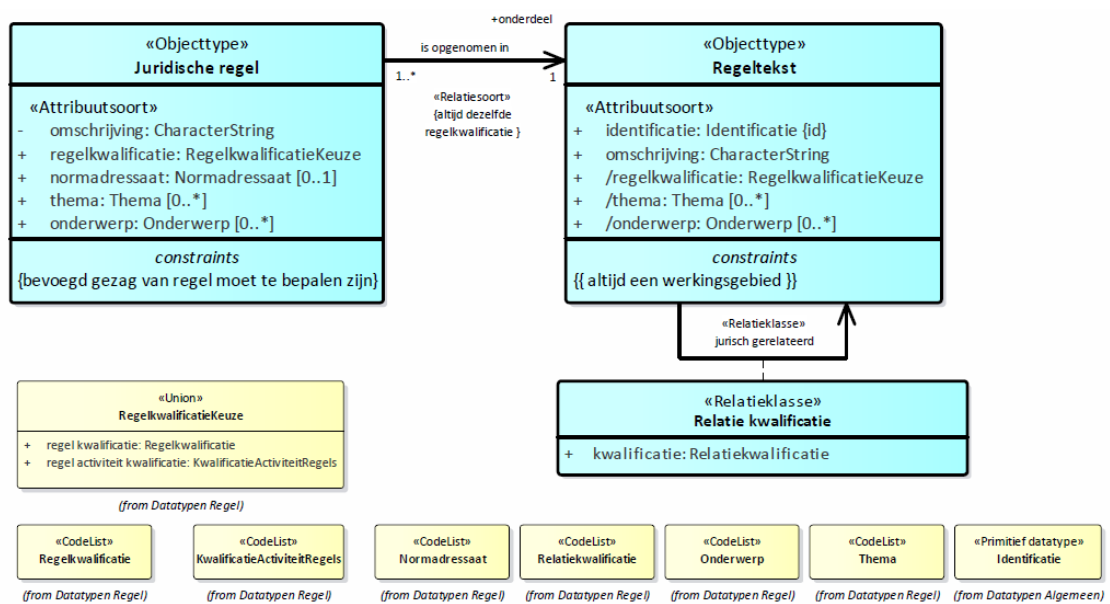 «Objecttype»
Juridische regel
«Attribuutsoort»
- omschrijving: CharacterString
+ regelkwalificatie: RegelkwalificatieKeuze
+ normadressaat: Normadressaat [0..1]
+ thema: Thema [0..*]
+ onderwerp: Onderwerp [0..*]
constraints
{bevoegd gezag van regel moet te bepalen zijn}
+onderdeel
is opgenomen in
1..*
1
«Relatiesoort»
{altijd dezelfde
regelkwalificatie }
«Objecttype»
Regeltekst
«Attribuutsoort»
+ identificatie: Identificatie {id}
+ omschrijving: CharacterString
+ /regelkwalificatie: RegelkwalificatieKeuze
+ /thema: Thema [0..*]
+ /onderwerp: Onderwerp [0..*]
constraints
{{ altijd een werkingsgebied }}
«Relatieklasse»
jurisch gerelateerd
«Relatieklasse»
Relatie kwalificatie
+ kwalificatie: Relatiekwalificatie
«Union»
RegelkwalificatieKeuze
+ regel kwalificatie: Regelkwalificatie
+ regel activiteit kwalificatie: KwalificatieActiviteitRegels
(from Datatypen Regel)
«CodeList»
Regelkwalificatie
(from Datatypen Regel)
«CodeList»
KwalificatieActiviteitRegels
(from Datatypen Regel)
«CodeList»
Normadressaat
(from Datatypen Regel)
«CodeList»
Relatiekwalificatie
(from Datatypen Regel)
«CodeList»
Onderwerp
(from Datatypen Regel)
«CodeList»
Thema
(from Datatypen Regel)
«Primitief datatype»
Identificatie
(from Datatypen Algemeen)